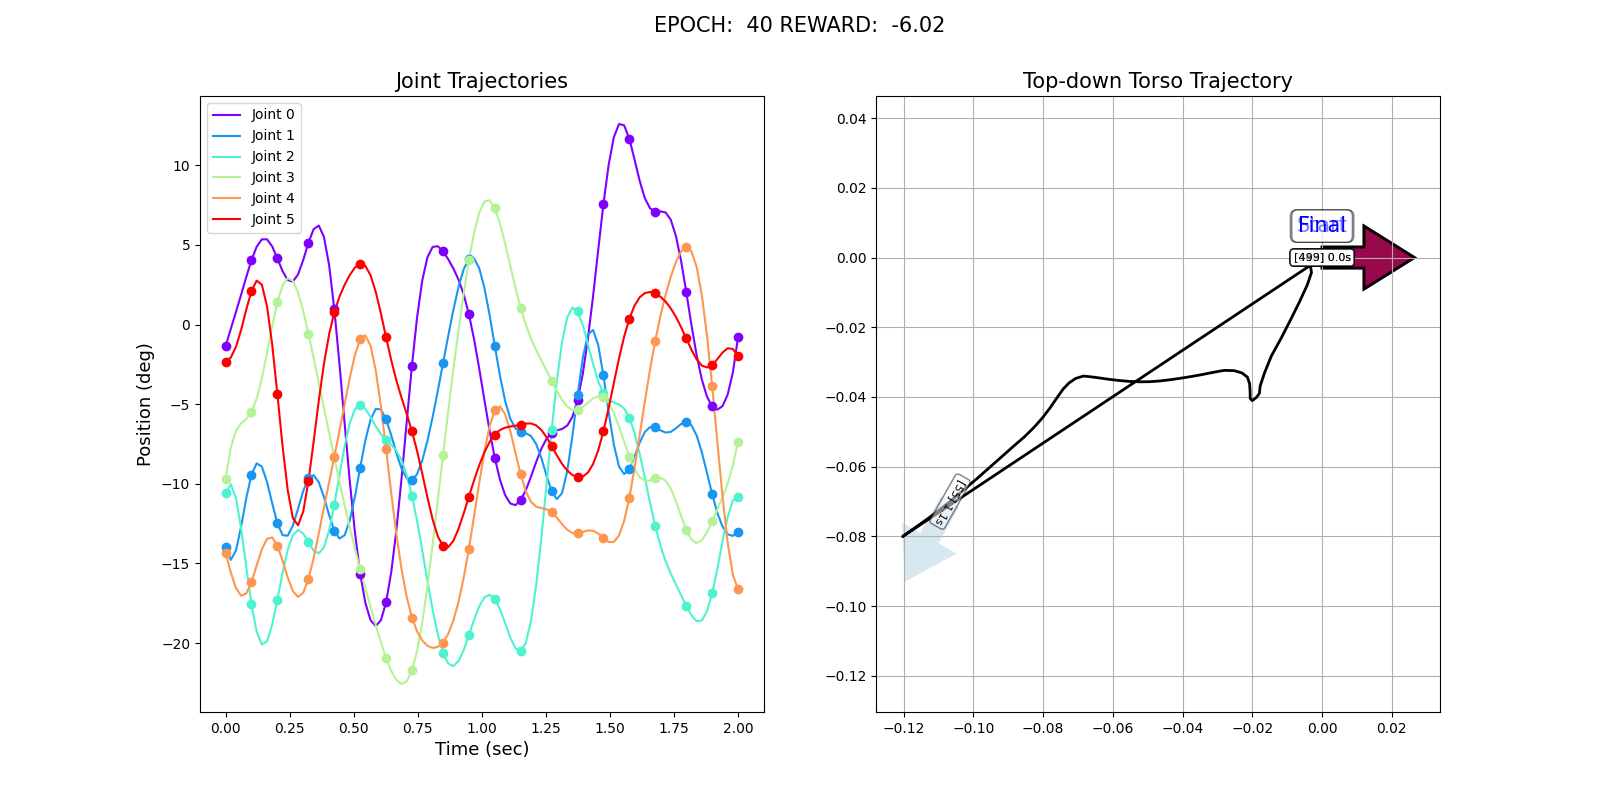 EPOCH:  40 REWARD:  -6.02
Joint Trajectories
Joint 0
Joint 1
Joint 2
Joint 3
Joint 4
Joint 5
10
5
0
−5
−10
−15
−20
Position (deg)
0.00 0.25 0.50 0.75 1.00 1.25 1.50 1.75 2.00
Time (sec)
Top-down Torso Trajectory
0.04
0.02
0.00
−0.02
−0.04
−0.06
−0.08
−0.10
−0.12
Final
[499] 0.0s
−0.12 −0.10 −0.08 −0.06 −0.04 −0.02 0.00 0.02